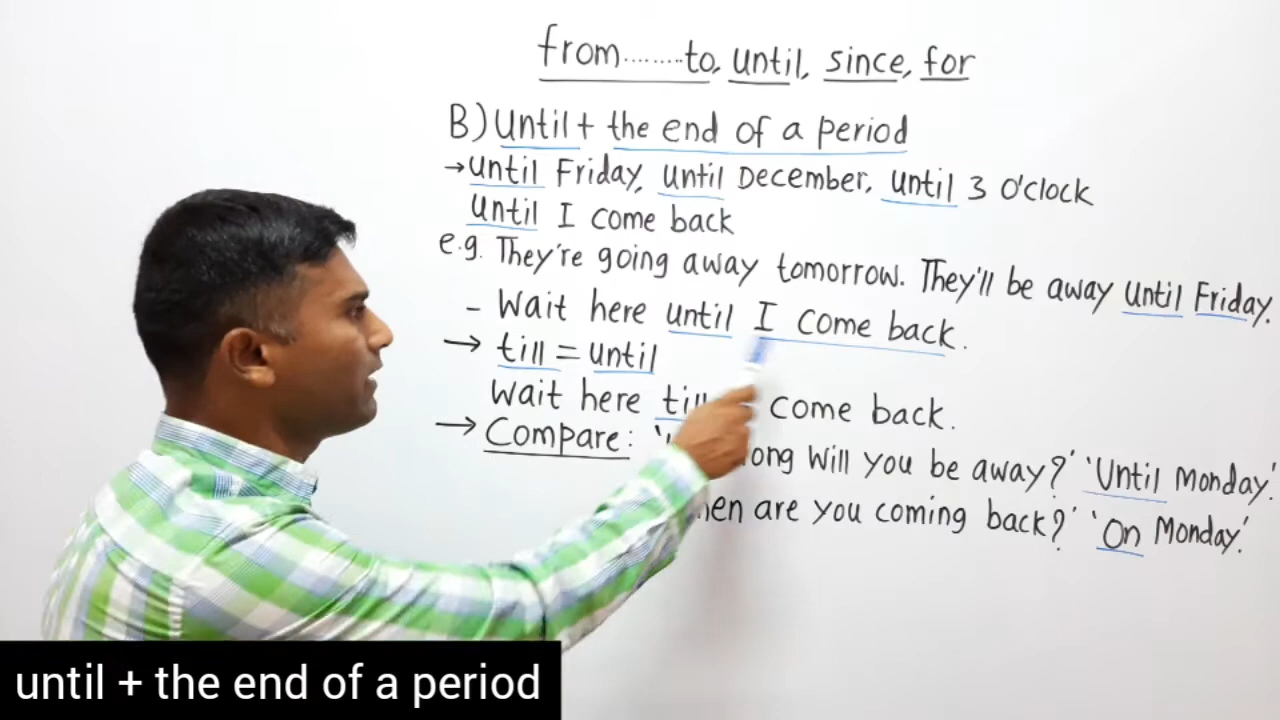 from........to, until, since, for
B) Until + the end of a period
→ until Friday, until December, until 3 O'clock
Until I come back
e.g. They're going away tomorrow. They'll be away until Friday.
- Wait here until I come back.
→ till = until
Wait here till come back.
→ Compare: long will you be away?' 'Until Monday.'
are you coming back?' 'On Monday.'
until + the end of a period